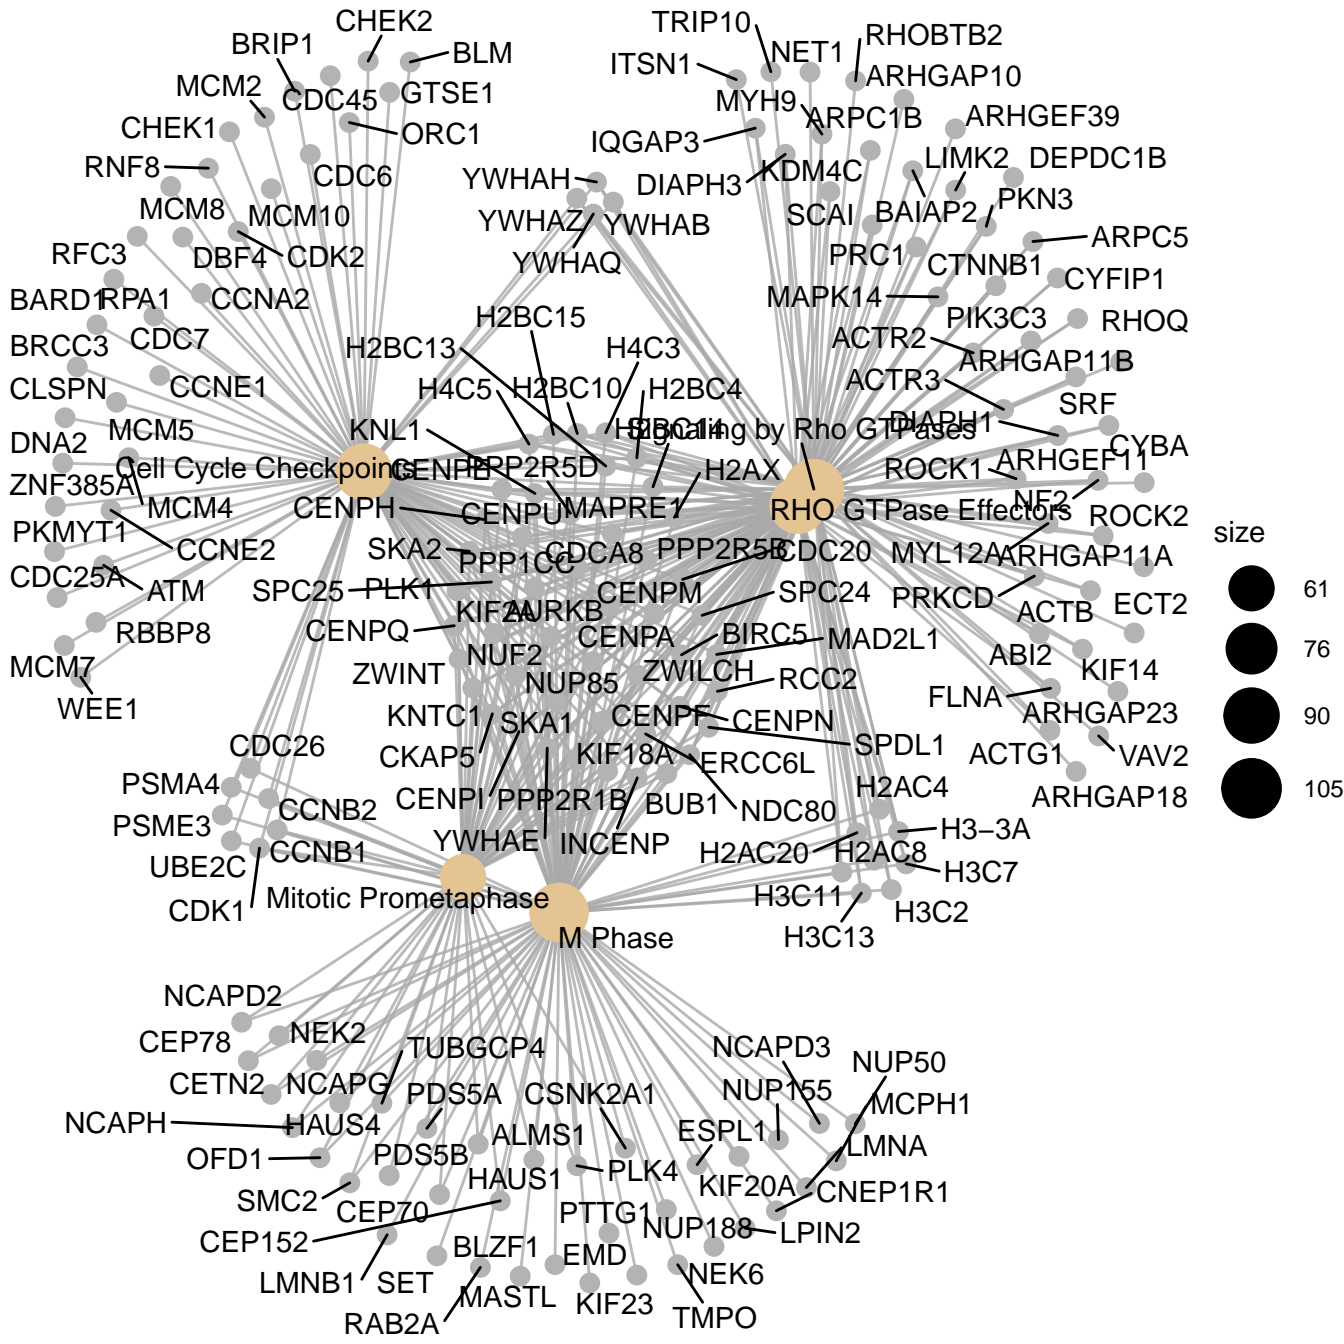 CHEK2
TRIP10
NET1
RHOBTB2
BRIP1
BLM
ITSN1
ARHGAP10
MCM2
CDC45
GTSE1
MYH9
ARPC1B
ARHGEF39
CHEK1
ORC1
IQGAP3
LIMK2
DEPDC1B
RNF8
CDC6
YWHAH
DIAPH3
KDM4C
PKN3
MCM8
MCM10
YWHAZ
YWHAB
SCAI
BAIAP2
ARPC5
RFC3
DBF4
CDK2
YWHAQ
PRC1
CTNNB1
CYFIP1
BARD1
RPA1
CCNA2
MAPK14
PIK3C3
RHOQ
H2BC15
BRCC3
CDC7
H2BC13
H4C3
ACTR2
ARHGAP11B
CLSPN
CCNE1
H4C5
H2BC10
H2BC4
ACTR3
SRF
DNA2
MCM5
KNL1
H2BC14
Signaling by Rho GTPases
DIAPH1
CYBA
Cell Cycle Checkpoints
CENPE
PPP2R5D
H2AX
ROCK1
ARHGEF11
ZNF385A
MCM4
CENPH
CENPU
MAPRE1
RHO GTPase Effectors
NF2
ROCK2
PKMYT1
CCNE2
SKA2
PPP1CC
CDCA8
PPP2R5B
CDC20
MYL12A
ARHGAP11A
CDC25A
ATM
SPC25
PLK1
CENPM
SPC24
PRKCD
ACTB
ECT2
RBBP8
CENPQ
KIF2A
AURKB
CENPA
BIRC5
MAD2L1
ABI2
KIF14
MCM7
WEE1
ZWINT
NUF2
NUP85
ZWILCH
RCC2
FLNA
ARHGAP23
KNTC1
SKA1
CENPF
CENPN
SPDL1
ACTG1
VAV2
CDC26
CKAP5
KIF18A
ERCC6L
ARHGAP18
PSMA4
CCNB2
CENPI
PPP2R1B
BUB1
NDC80
H2AC4
PSME3
CCNB1
YWHAE
INCENP
H2AC20
H2AC8
H3−3A
UBE2C
CDK1
Mitotic Prometaphase
M Phase
H3C11
H3C7
H3C2
H3C13
NCAPD2
CEP78
NEK2
TUBGCP4
NCAPD3
NUP50
CETN2
NCAPG
PDS5A
CSNK2A1
NUP155
MCPH1
NCAPH
HAUS4
ALMS1
ESPL1
LMNA
OFD1
PDS5B
HAUS1
PLK4
KIF20A
CNEP1R1
SMC2
CEP70
PTTG1
NUP188
LPIN2
CEP152
BLZF1
EMD
NEK6
LMNB1
SET
MASTL
KIF23
TMPO
RAB2A
size
61
76
90
105